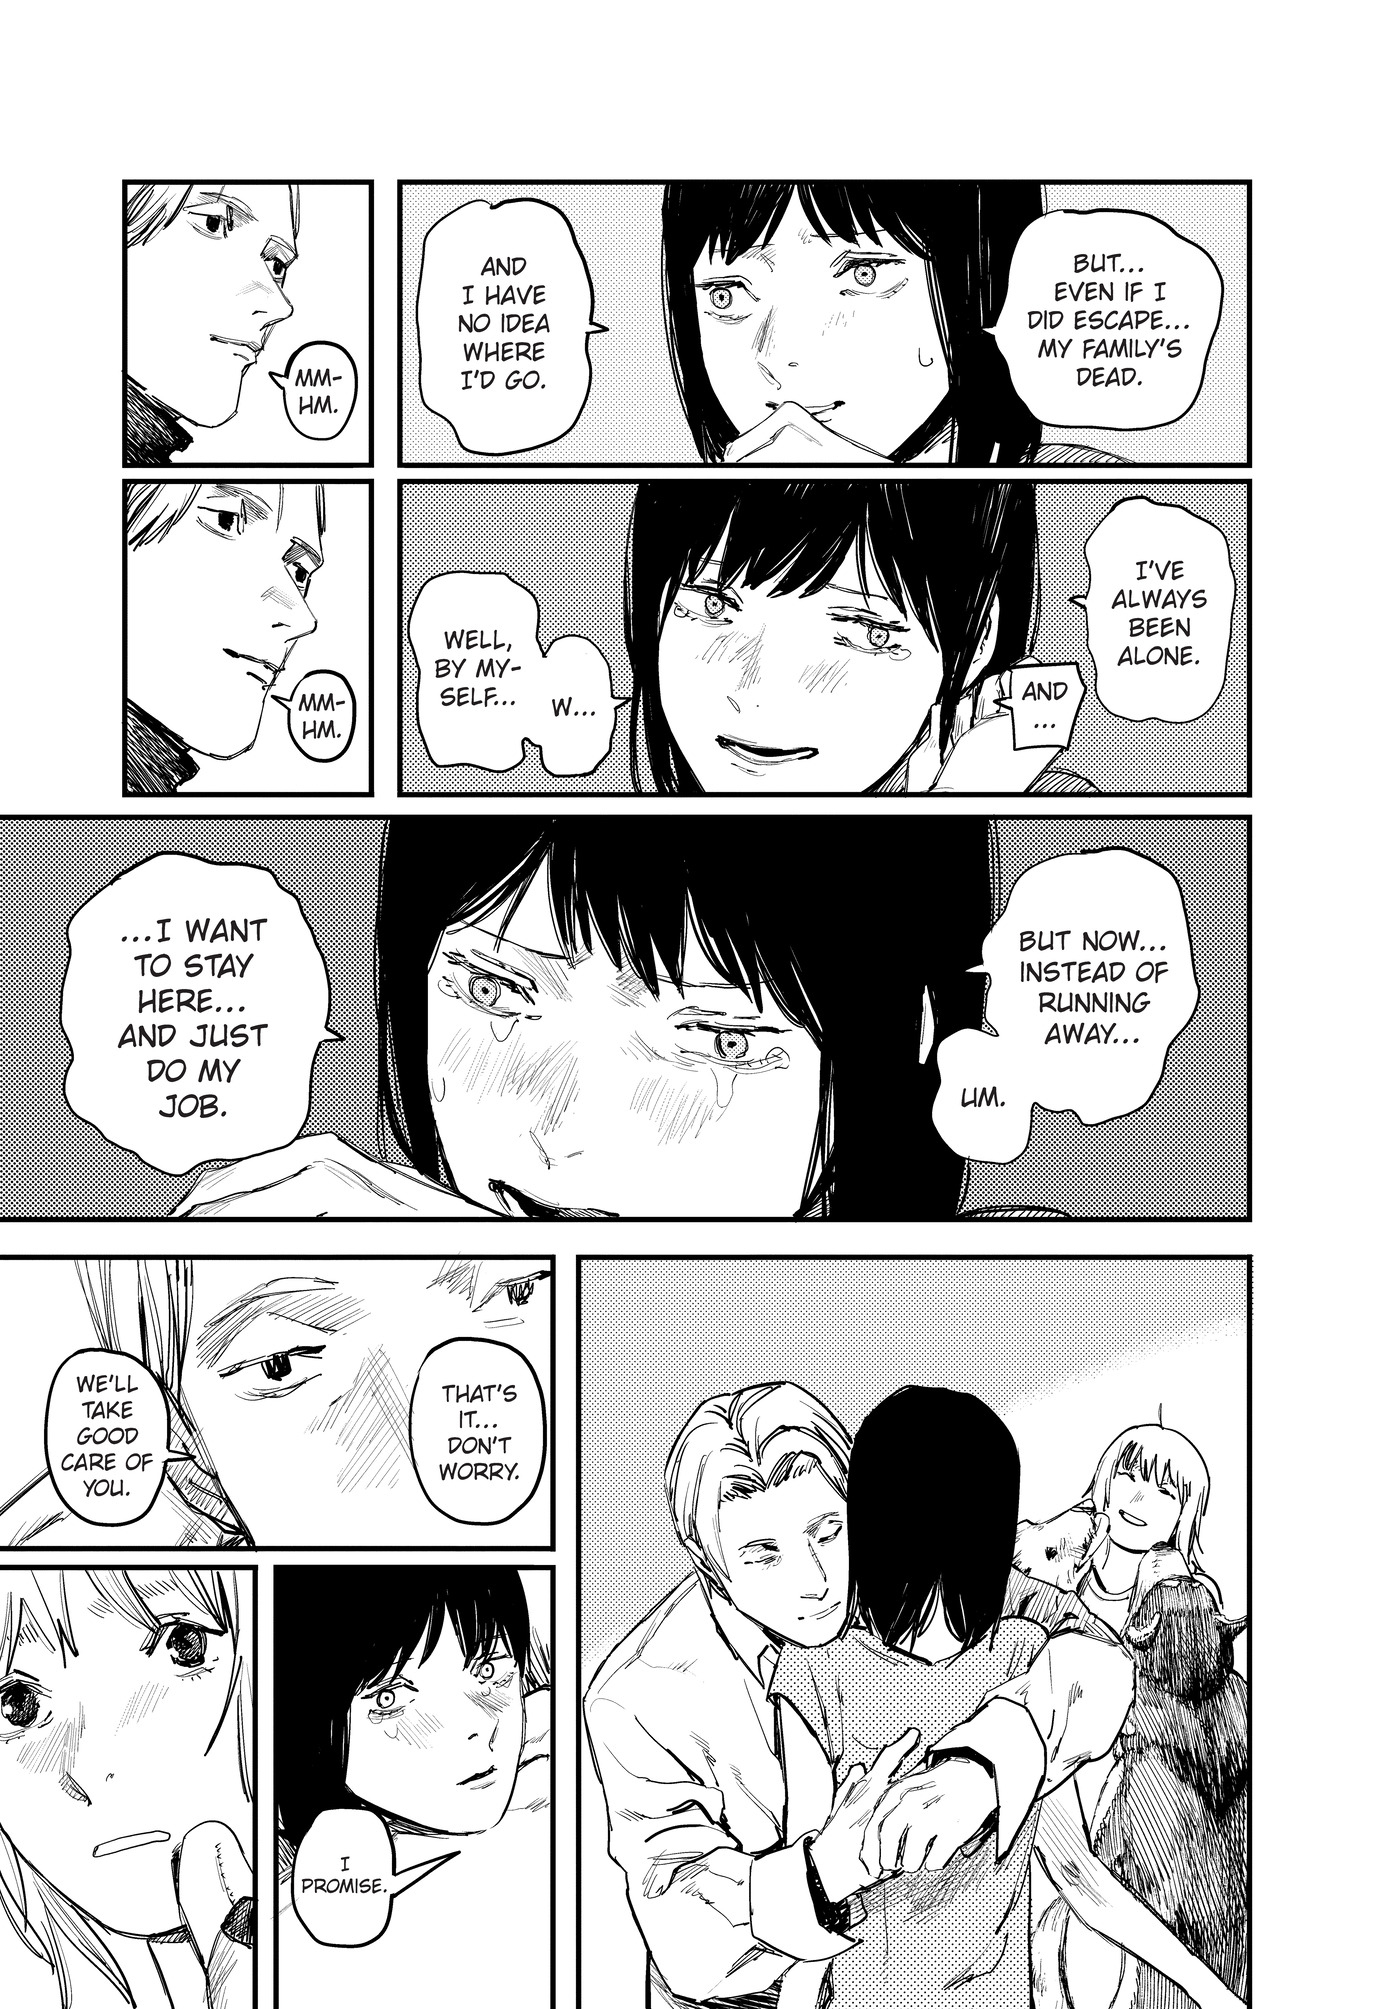 BUT...
EVEN IF I
DID ESCAPE...
MY FAMILY'S
DEAD.
AND
I HAVE
NO IDEA
WHERE
I'D GO.
MM-
HM.
I'VE
ALWAYS
BEEN
ALONE.
AND
...
W...
WELL,
BY MY-
SELF...
MM-
HM.
BUT NOW...
INSTEAD OF
RUNNING
AWAY...
UM.
...I WANT
TO STAY
HERE...
AND JUST
DO MY
JOB.
THAT'S
IT...
DON'T
WORRY.
WE'LL
TAKE
GOOD
CARE OF
YOU.
I
PROMISE.